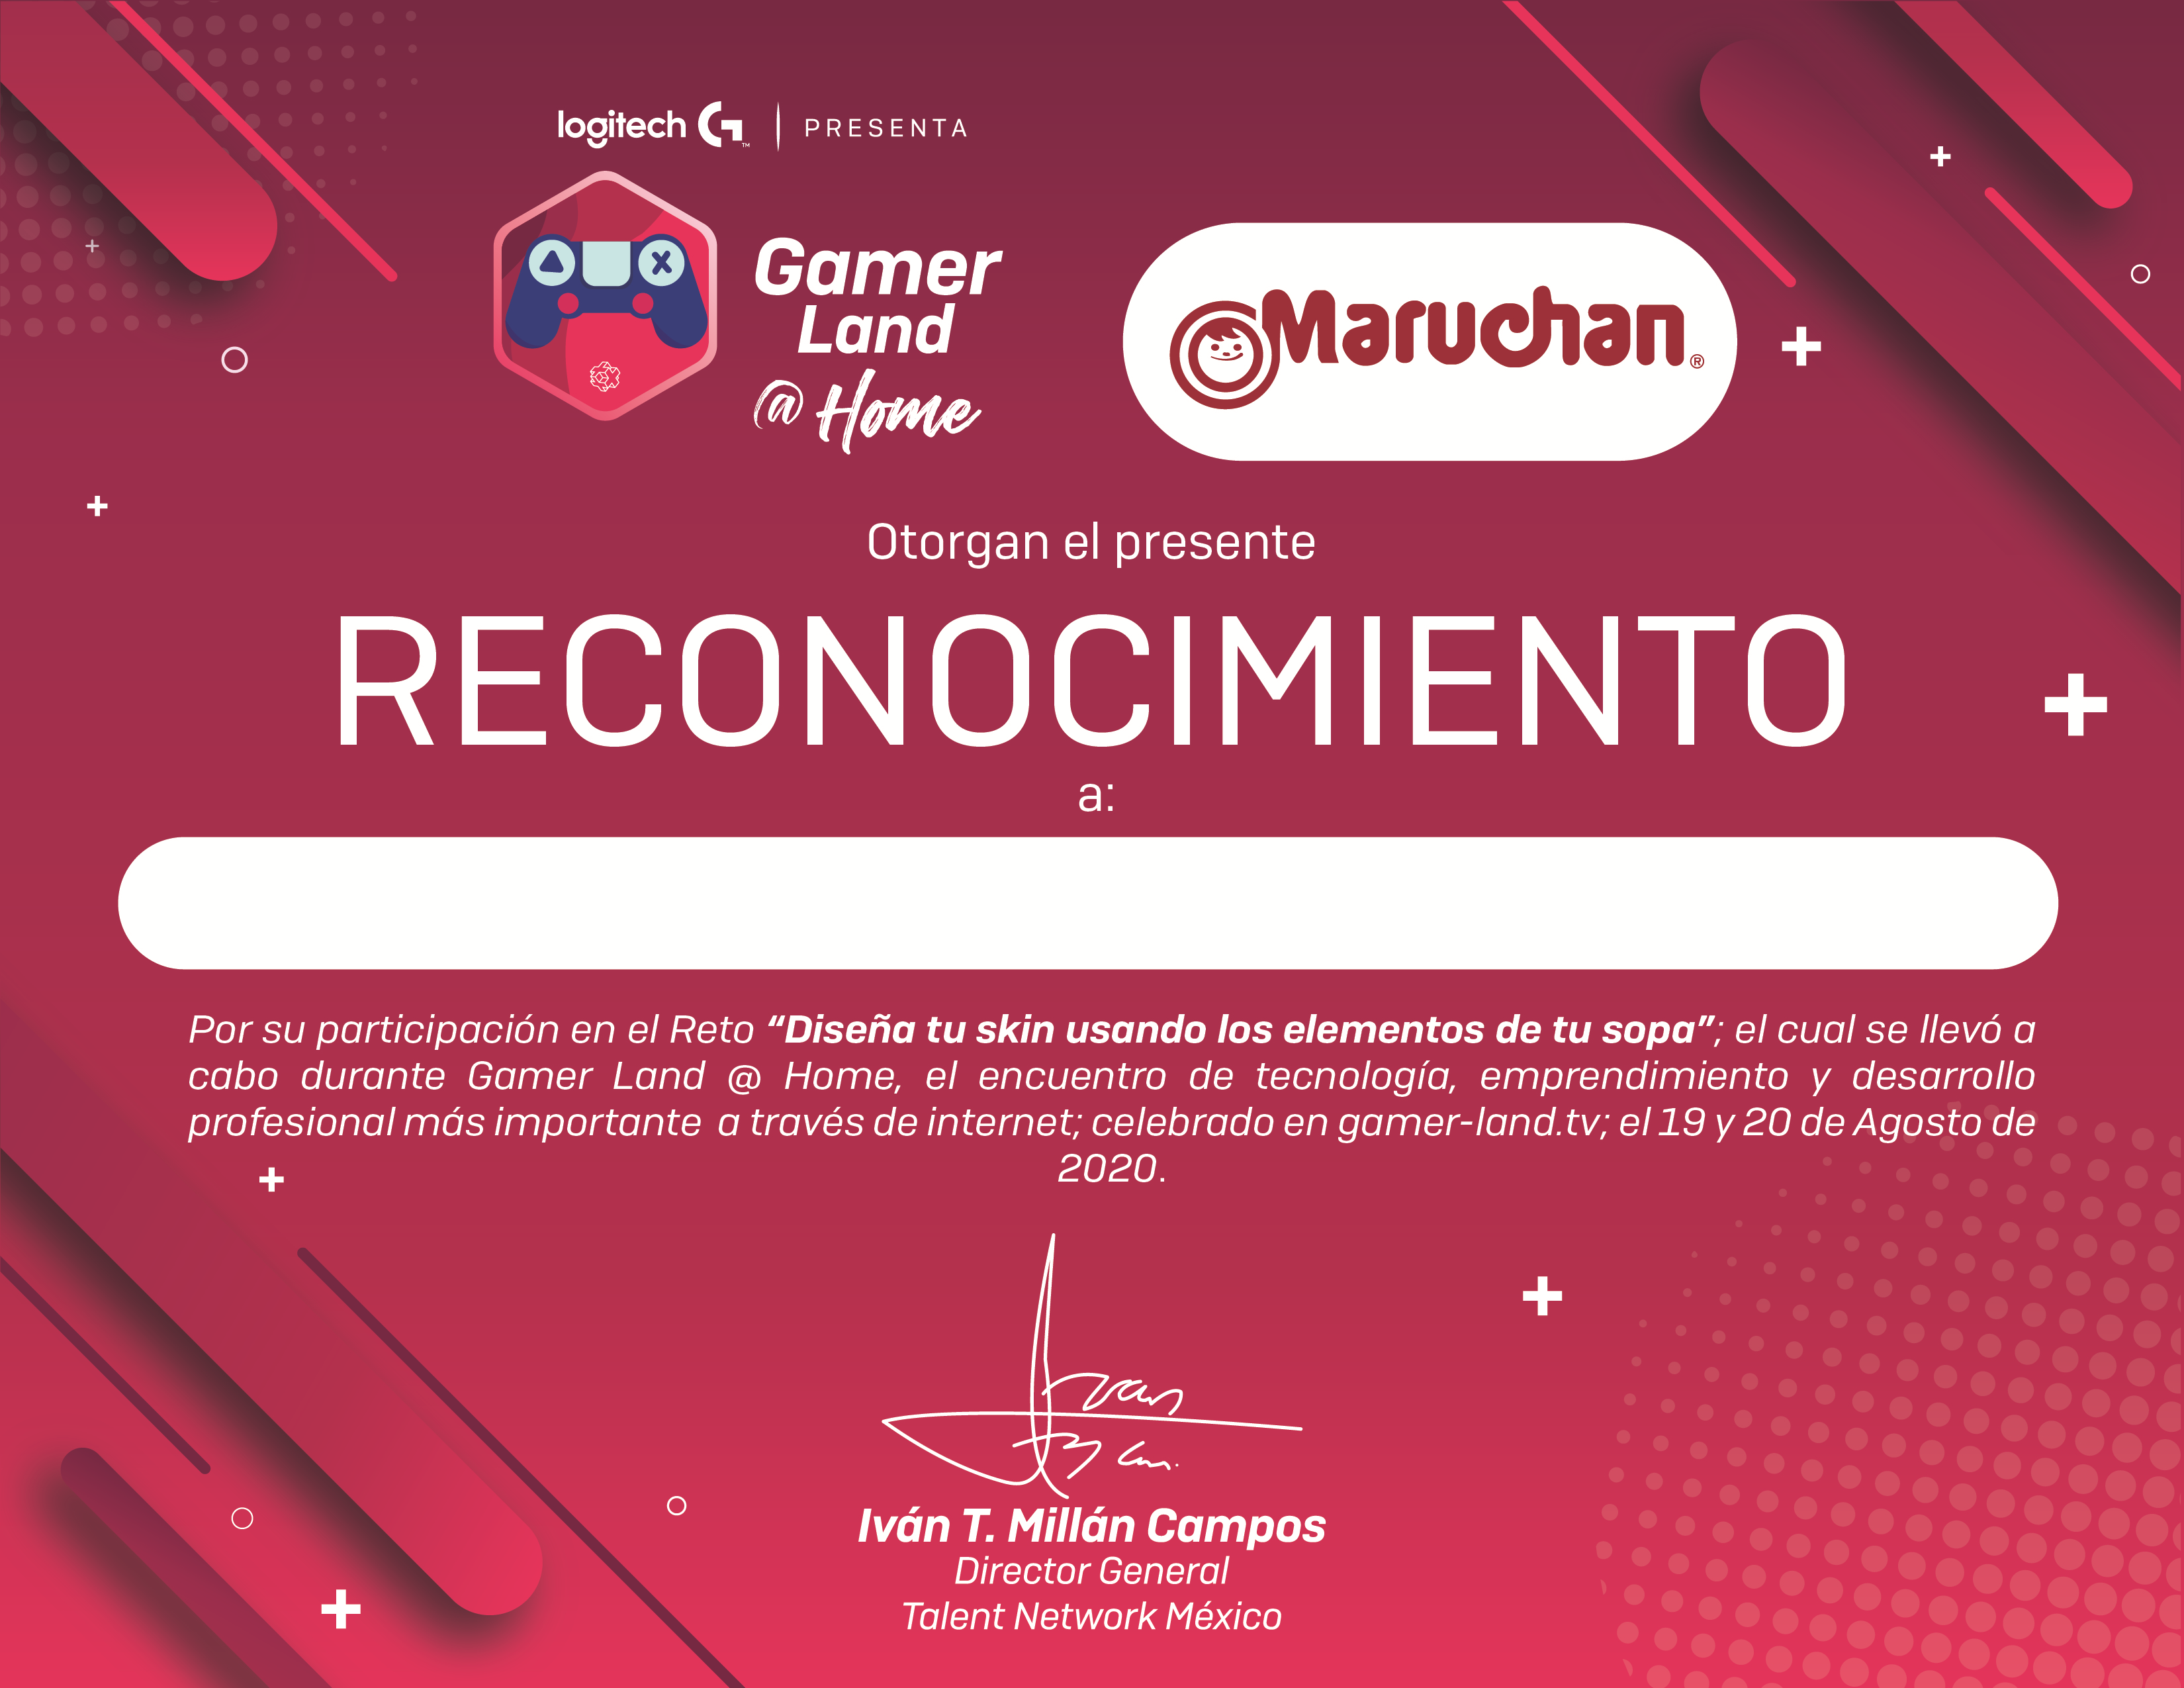 logitech G™ | PRESENTA
Gamer
Land
@ Home
Maruchan®
Otorgan el presente
RECONOCIMIENTO
a:
Por su participación en el Reto “Diseña tu skin usando los elementos de tu sopa”; el cual se llevó a
cabo durante Gamer Land @ Home, el encuentro de tecnología, emprendimiento y desarrollo
profesional más importante a través de internet; celebrado en gamer-land.tv; el 19 y 20 de Agosto de
2020.
Iván T. Millán Campos
Director General
Talent Network México